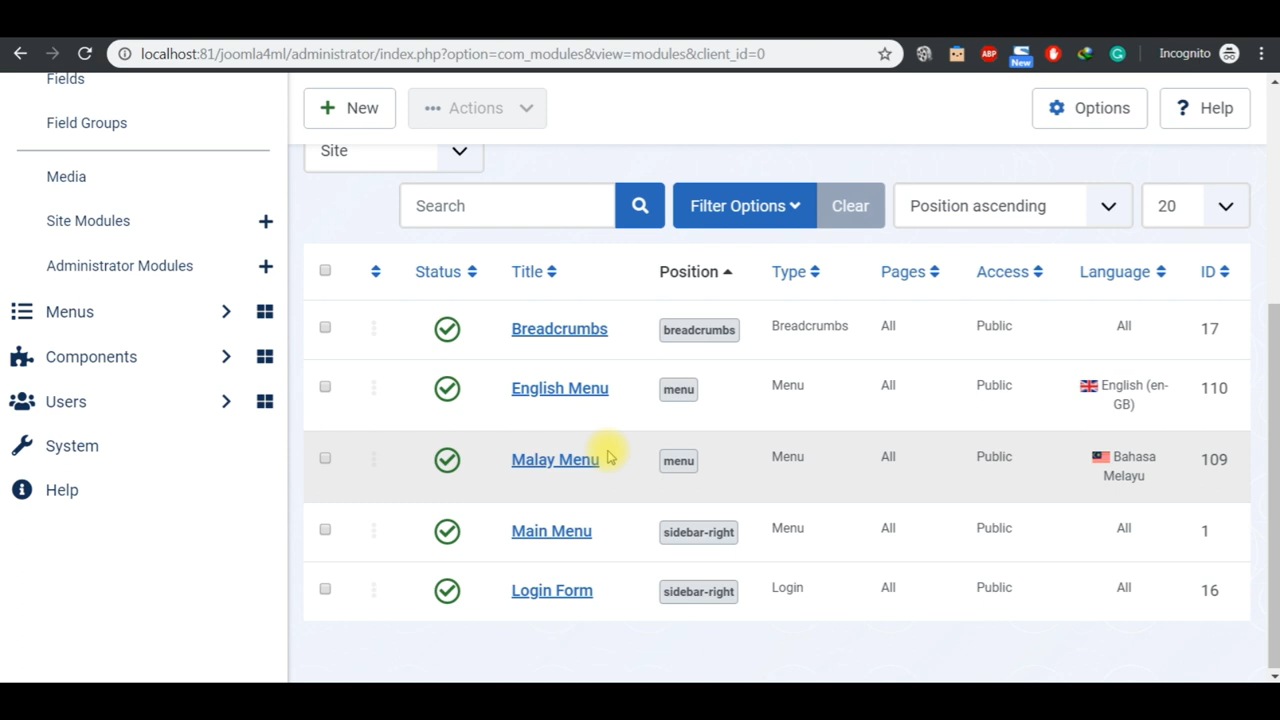 localhost:81/joomla4ml/administrator/index.php?option=com_modules&view=modules&client_id=0
ABP
New
Incognito
Fields
Field Groups
Media
Site Modules
Administrator Modules
Menus
Components
Users
System
Help
New
Actions
Options
Help
Site
Search
Filter Options
Clear
Position ascending
20
Status Title Position Type Pages Access Language ID
Breadcrumbs breadcrumbs Breadcrumbs All Public All 17
English Menu menu Menu All Public English (en-
GB) 110
Malay Menu menu Menu All Public Bahasa
Melayu 109
Main Menu sidebar-right Menu All Public All 1
Login Form sidebar-right Login All Public All 16